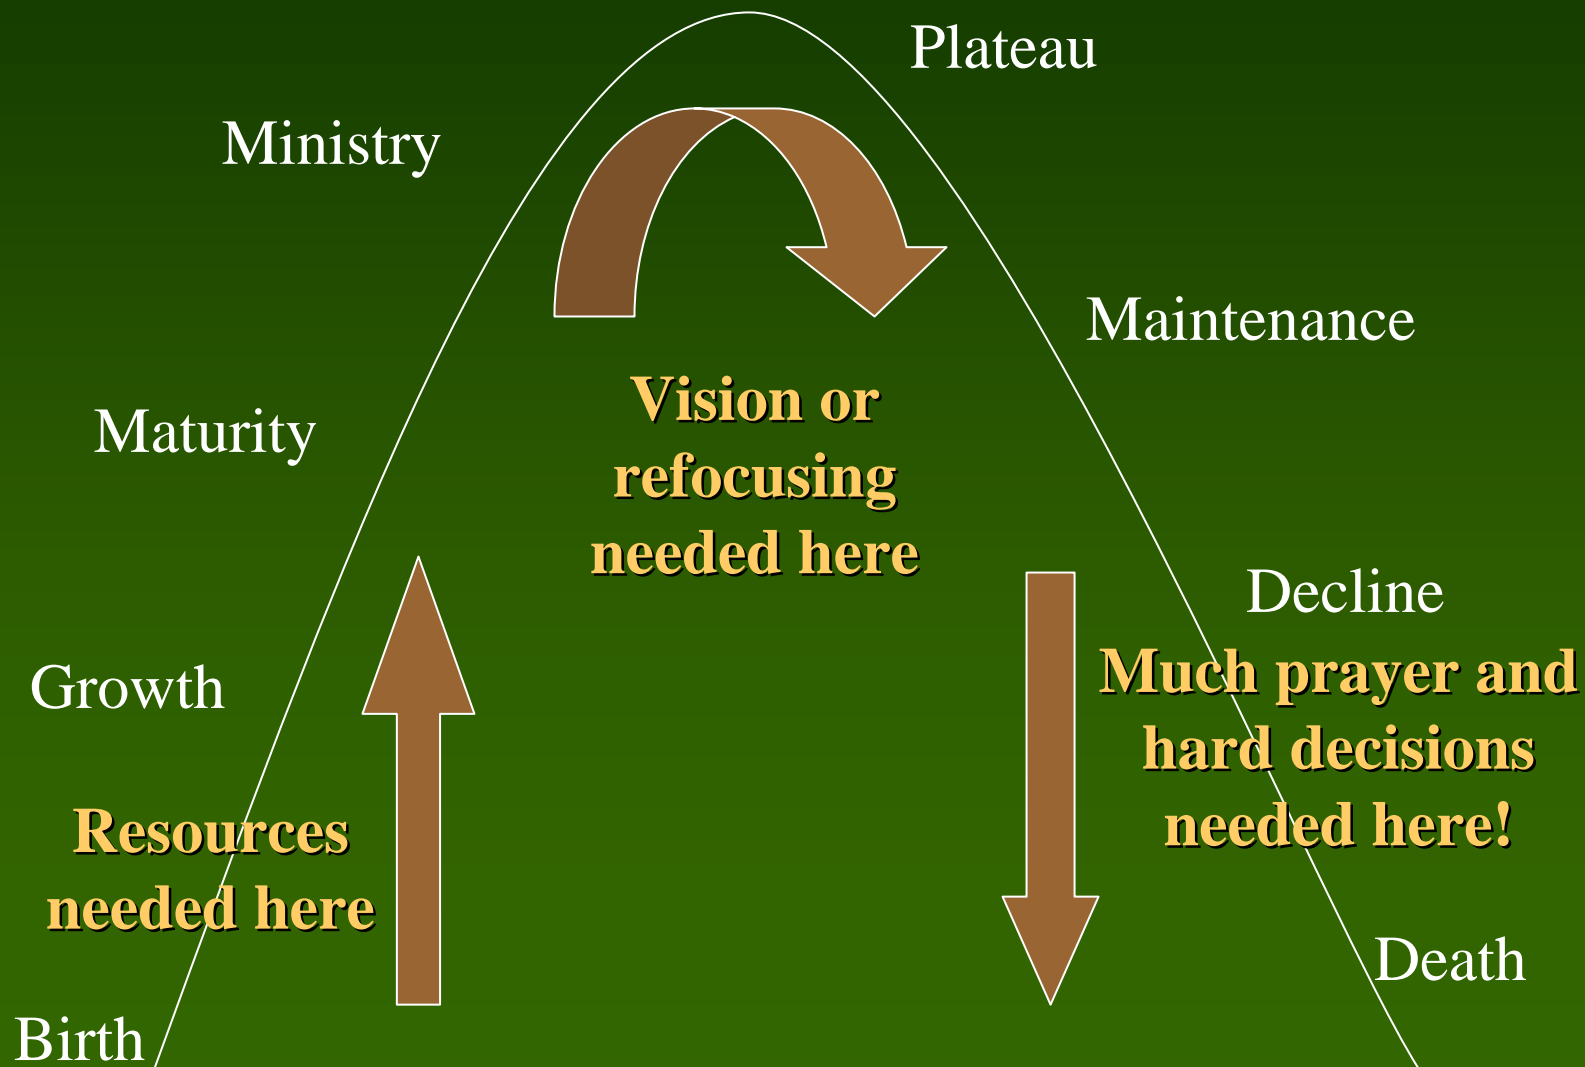 Plateau
Ministry
Maintenance
Vision or
refocusing
needed here
Maturity
Decline
Much prayer and
hard decisions
needed here!
Growth
Resources
needed here
Death
Birth